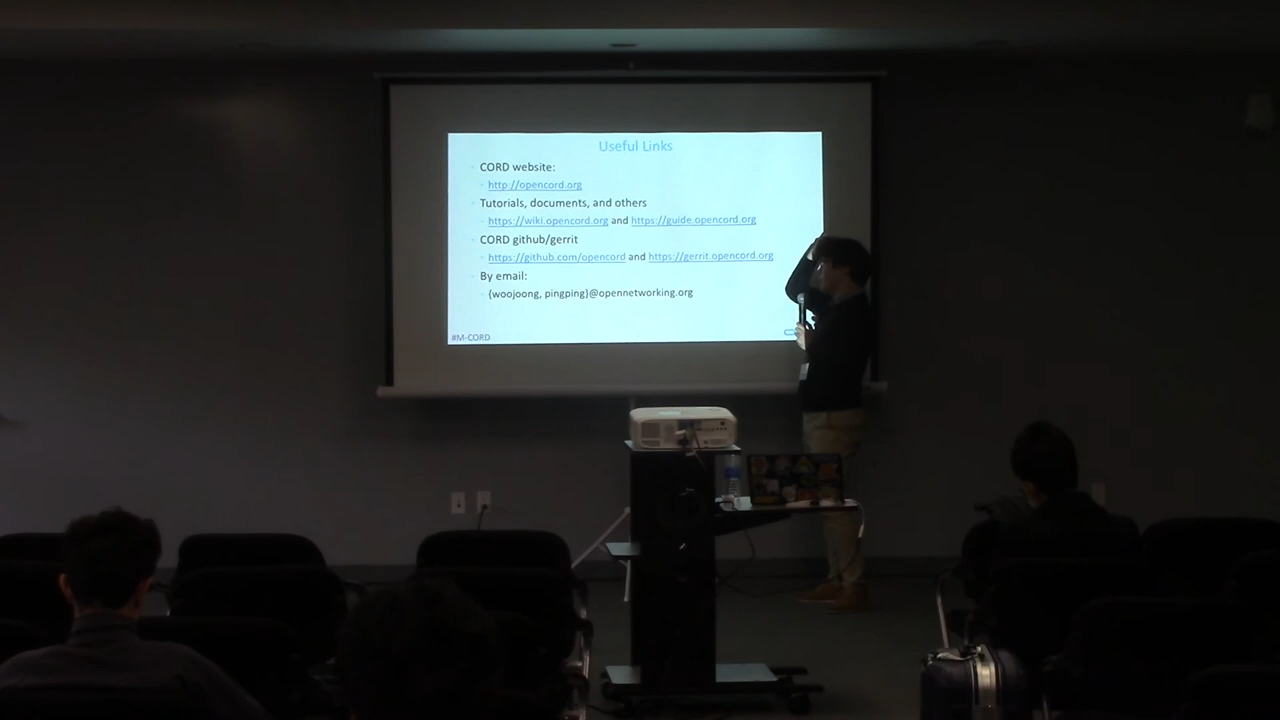 Useful Links
CORD website:
http://opencord.org
Tutorials, documents, and others
https://wiki.opencord.org and https://guide.opencord.org
CORD github/gerrit
https://github.com/opencord and https://gerrit.opencord.org
By email:
{woojoong, pingping}@opennetworking.org
#M-CORD